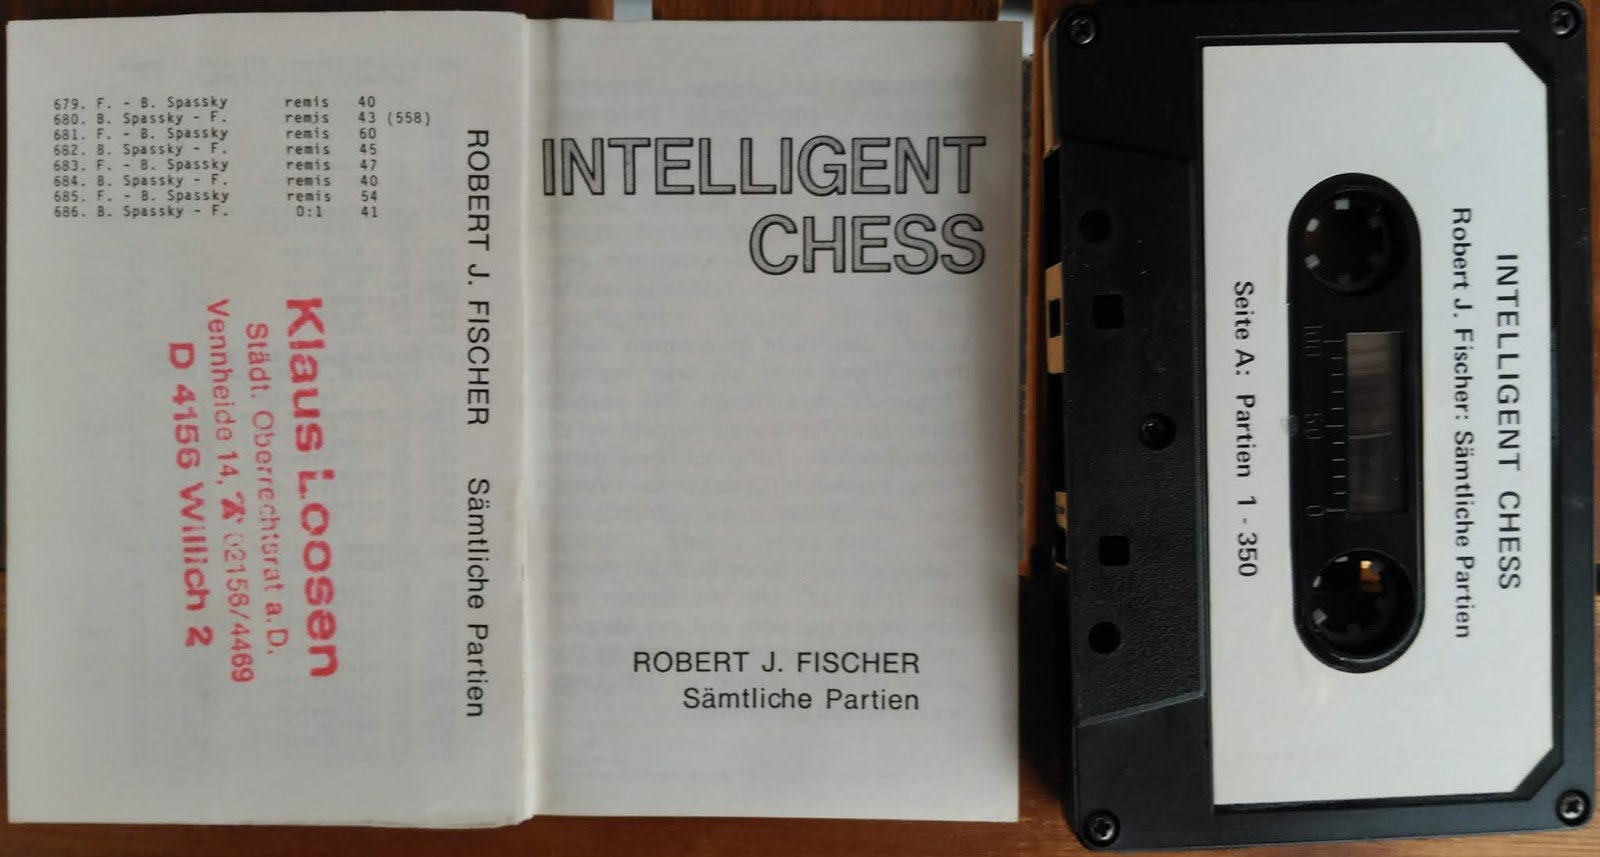 679. F. - B. Spassky remis 40
680. B. Spassky - F. remis 43 (558)
681. F. - B. Spassky remis 60
682. B. Spassky - F. remis 45
683. F. - B. Spassky remis 47
684. B. Spassky - F. remis 40
685. F. - B. Spassky remis 54
686. B. Spassky - F. 0:1 41
Klaus Loosen
Städt. Oberrechtsrat a.D.
Vennheide 14, 02156/4469
D 4156 Willich 2
ROBERT J. FISCHER Sämtliche Partien
INTELLIGENT
CHESS
ROBERT J. FISCHER
Sämtliche Partien
INTELLIGENT CHESS
Robert J. Fischer: Sämtliche Partien
Seite A: Partien 1 - 350
100 50 0